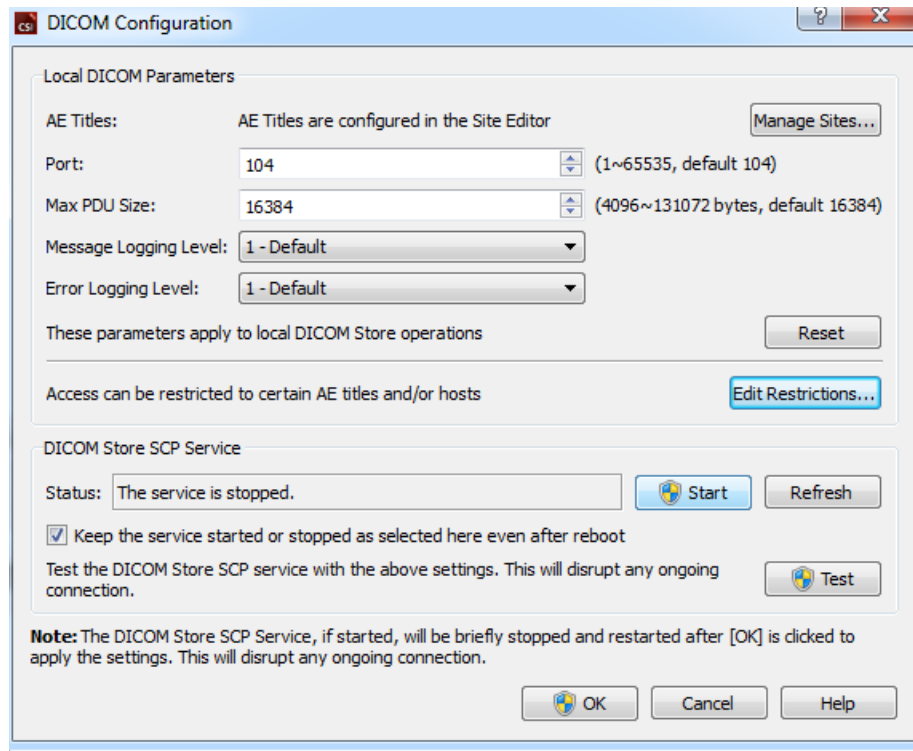 CSI DICOM Configuration
Local DICOM Parameters
AE Titles: AE Titles are configured in the Site Editor Manage Sites...
Port: 104 (1~65535, default 104)
Max PDU Size: 16384 (4096~131072 bytes, default 16384)
Message Logging Level: 1 - Default
Error Logging Level: 1 - Default
These parameters apply to local DICOM Store operations Reset
Access can be restricted to certain AE titles and/or hosts Edit Restrictions...
DICOM Store SCP Service
Status: The service is stopped. Start Refresh
Keep the service started or stopped as selected here even after reboot
Test the DICOM Store SCP service with the above settings. This will disrupt any ongoing
connection. Test
Note: The DICOM Store SCP Service, if started, will be briefly stopped and restarted after [OK] is clicked to
apply the settings. This will disrupt any ongoing connection.
OK Cancel Help